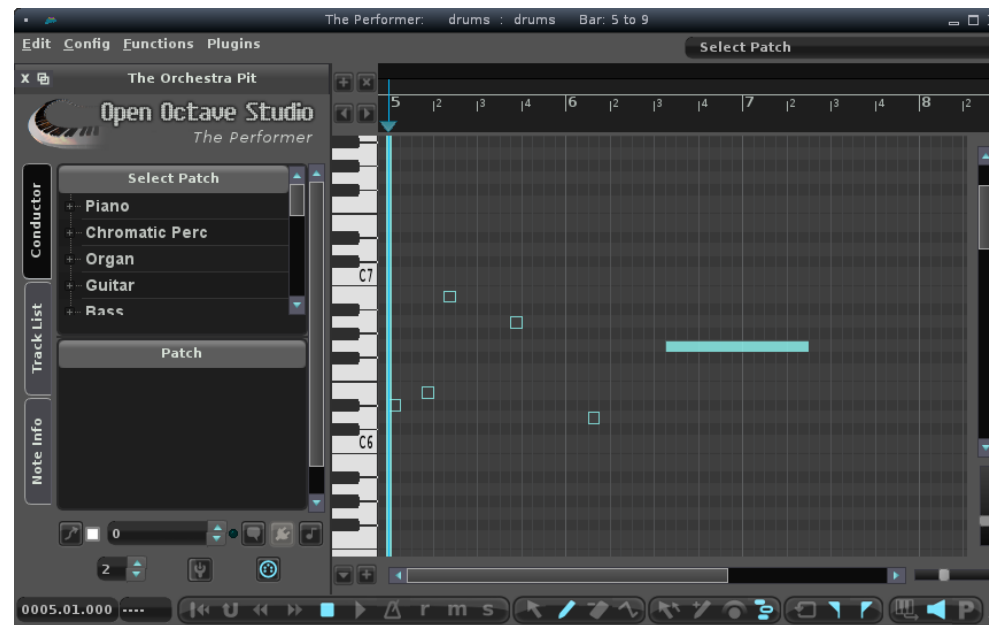 The Performer: drums : drums Bar: 5 to 9
Edit Config Functions Plugins
Select Patch
X The Orchestra Pit
Open Octave Studio
The Performer
5 |2 |3 |4 6 |2 |3 |4 7 |2 |3 |4 8 |2
Conductor
Track List
Note Info
Select Patch
Piano
Chromatic Perc
Organ
Guitar
Bass
Patch
C7
C6
0
2
0005.01.000 ----
r m s
P